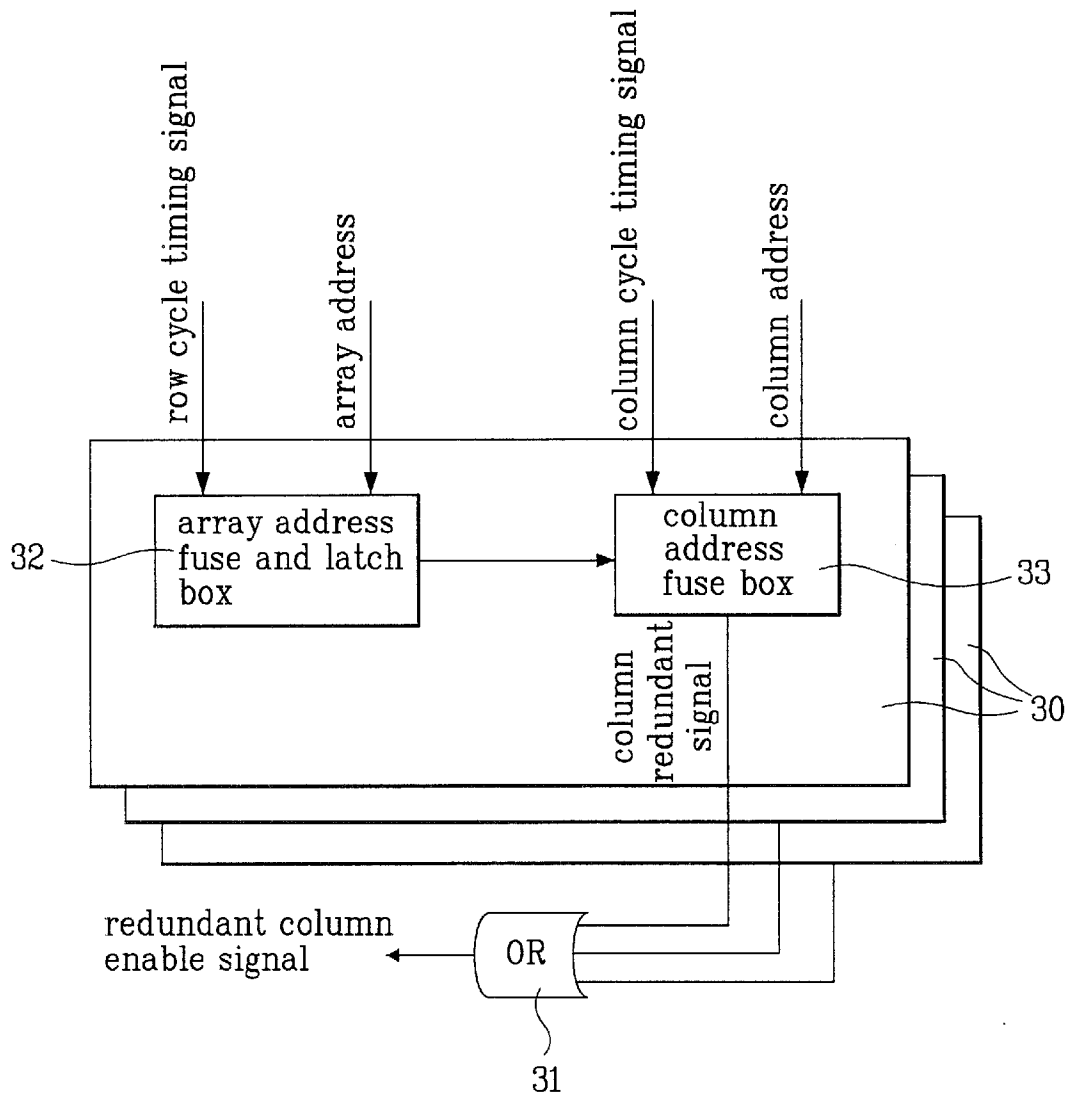 row cycle timing signal
array address
column cycle timing signal
column address
array address
fuse and latch
box
column
address
fuse box
32
33
column
redundant
signal
30
redundant column
enable signal
OR
31